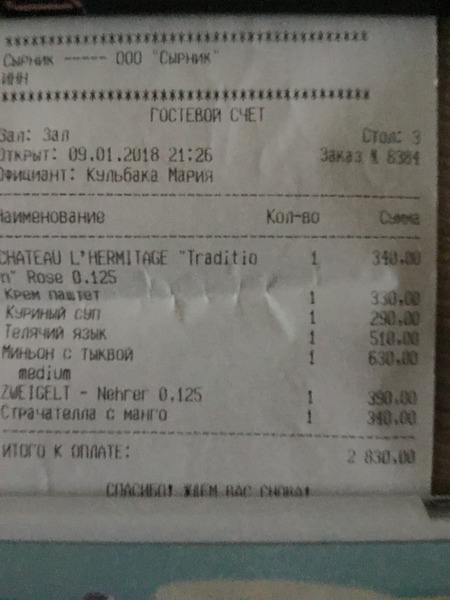 ****************************************
Сырник ----- ООО "Сырник"
ИНН
****************************************
ГОСТЕВОЙ СЧЕТ
Зал: Зал Стол: 3
Открыт: 09.01.2018 21:26 Заказ № 8384
Официант: Кульбака Мария
Наименование Кол-во Сумма
CHATEAU L'HERMITAGE "Traditio 1 340.00
n" Rose 0.125
Крем паштет 1 330.00
Куриный суп 1 290.00
Телячий язык 1 510.00
Миньон с тыквой 1 630.00
medium
ZWEIGELT - Nehrer 0,125 1 390.00
Страчателла с манго 1 340.00
ИТОГО К ОПЛАТЕ: 2 830.00
СПАСИБО! ЖДЕМ ВАС СНОВА!